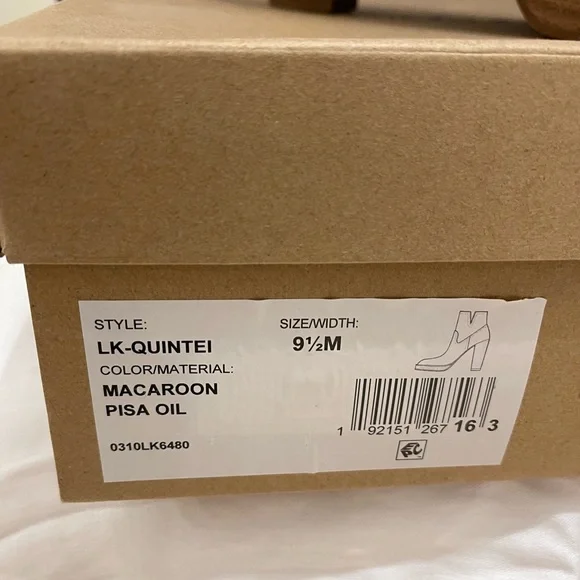 STYLE:
LK-QUINTEI
SIZE/WIDTH:
9½M
COLOR/MATERIAL:
MACAROON
PISA OIL
0310LK6480
1 92151 267 16 3